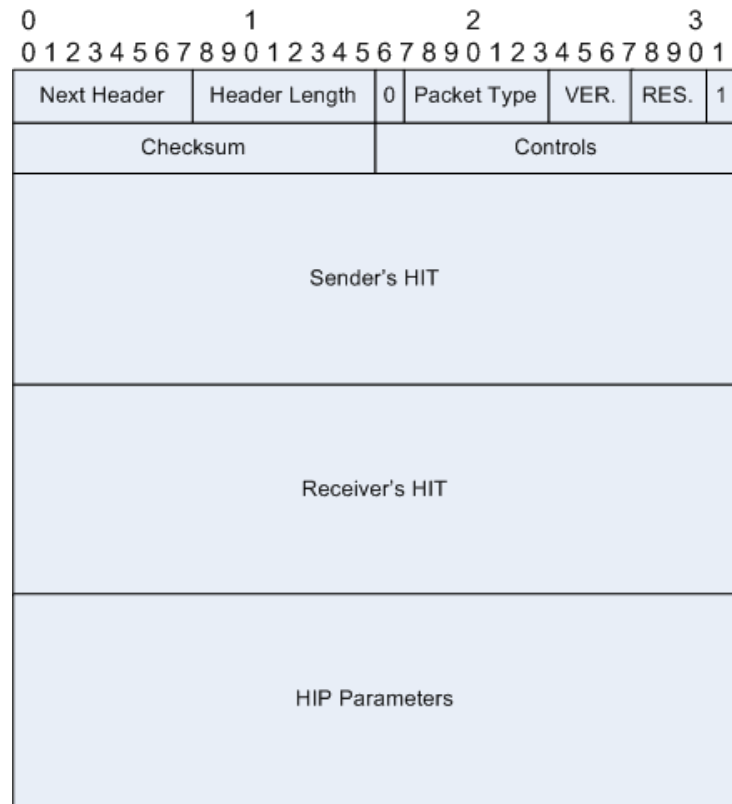 0 1 2 3
0 1 2 3 4 5 6 7 8 9 0 1 2 3 4 5 6 7 8 9 0 1 2 3 4 5 6 7 8 9 0 1
Next Header Header Length 0 Packet Type VER. RES. 1
Checksum Controls
Sender's HIT
Receiver's HIT
HIP Parameters